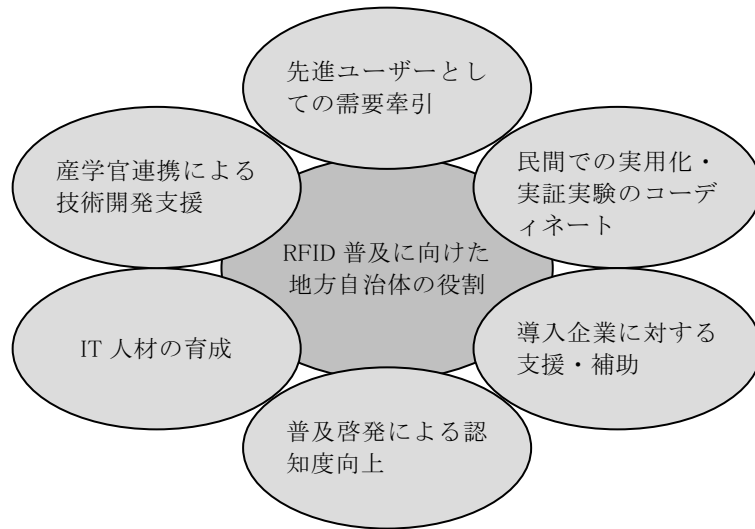 先進ユーザーとし
ての需要牽引
産学官連携による
技術開発支援
民間での実用化・
実証実験のコーデ
ィネート
RFID 普及に向けた
地方自治体の役割
IT 人材の育成
導入企業に対する
支援・補助
普及啓発による認
知度向上